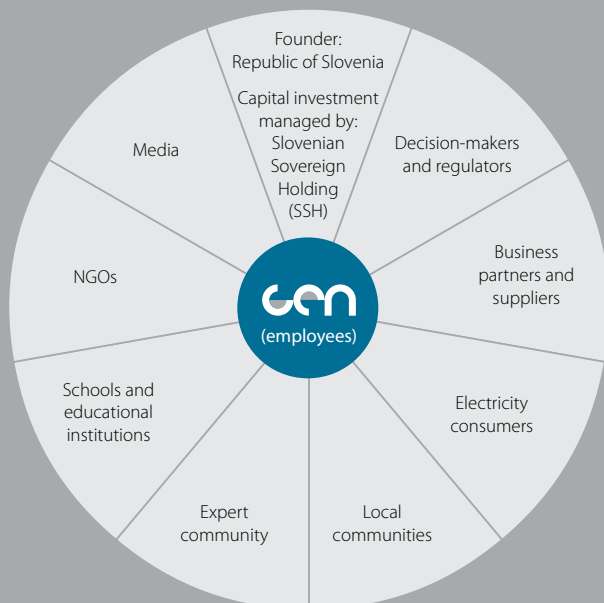 Founder:
Republic of Slovenia
Capital investment
managed by:
Slovenian
Sovereign
Holding
(SSH)
Decision-makers
and regulators
Business
partners and
suppliers
Electricity
consumers
Local
communities
Expert
community
Schools and
educational
institutions
NGOs
Media
gen
(employees)